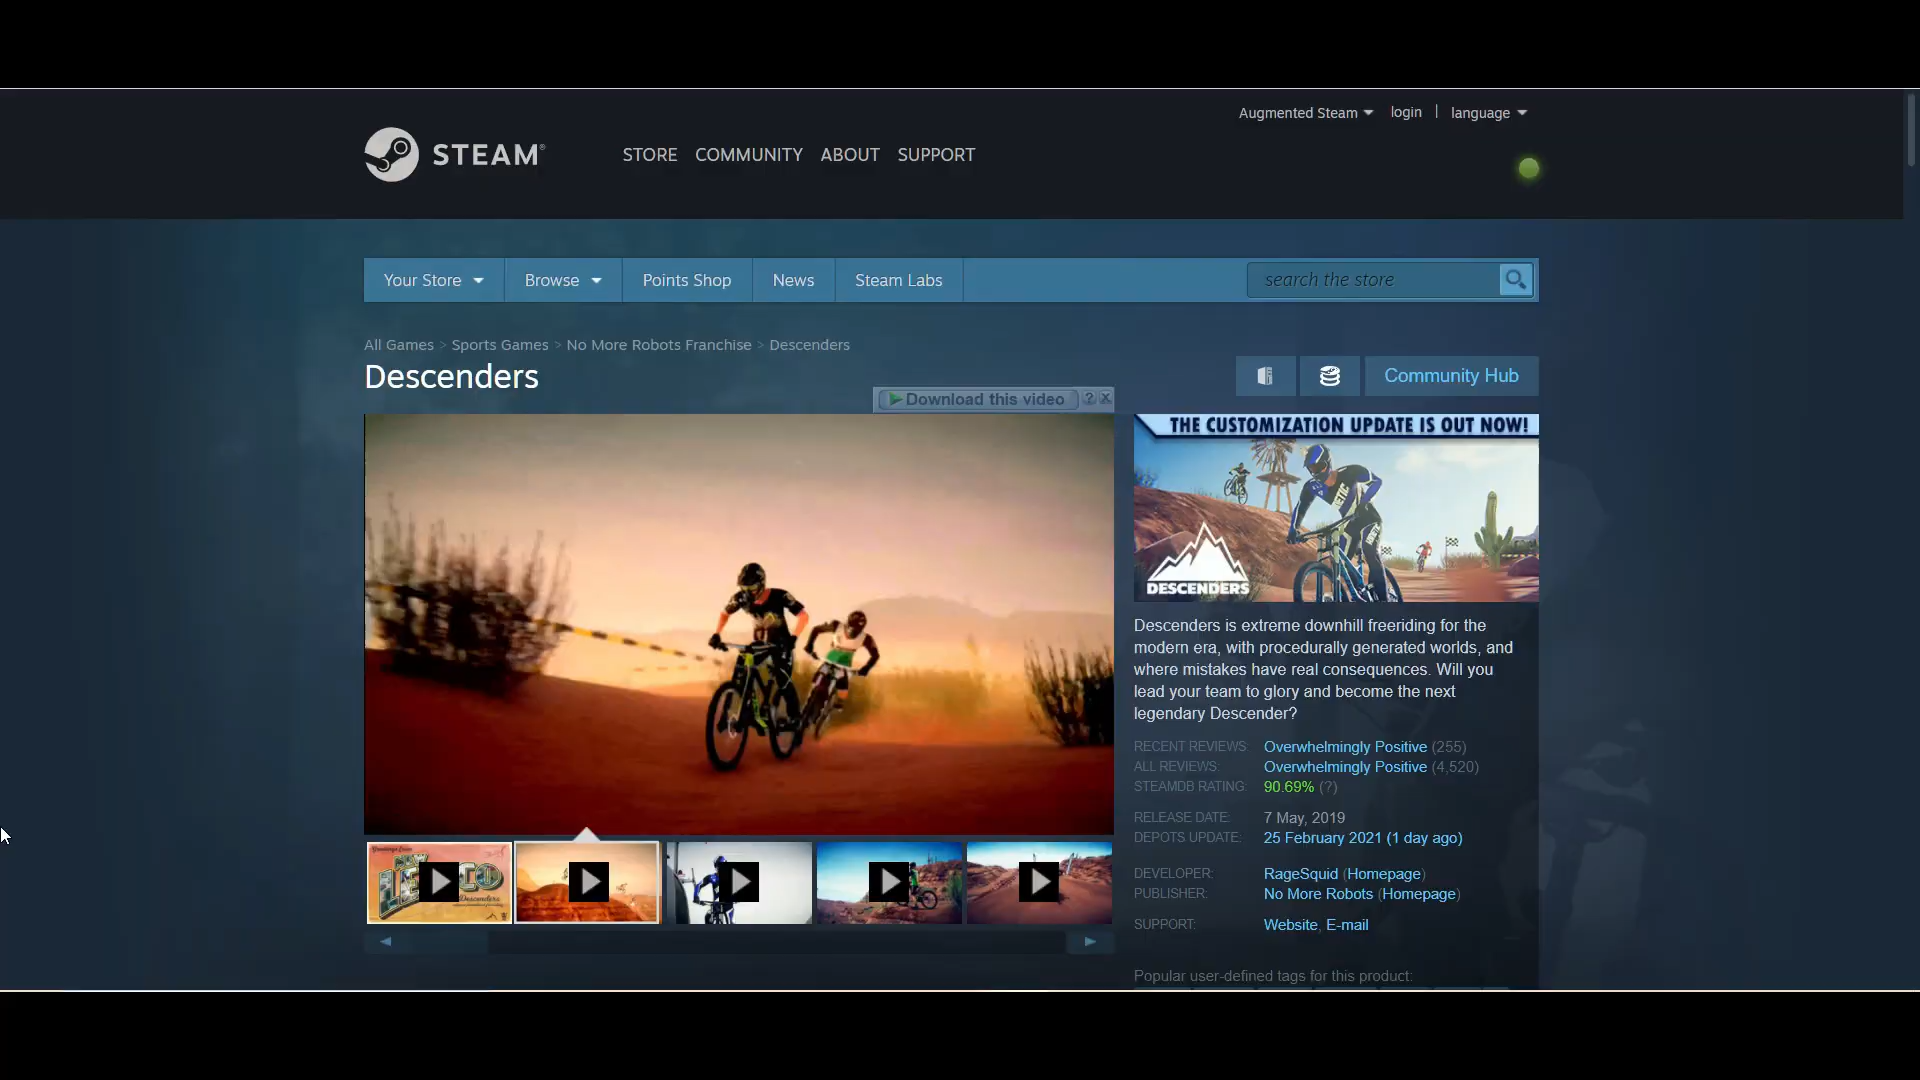 Augmented Steam login | language
STEAM®
STORE COMMUNITY ABOUT SUPPORT
Your Store Browse Points Shop News Steam Labs search the store
All Games > Sports Games > No More Robots Franchise > Descenders
Descenders
Community Hub
Download this video ? X
THE CUSTOMIZATION UPDATE IS OUT NOW!
DESCENDERS
Descenders is extreme downhill freeriding for the
modern era, with procedurally generated worlds, and
where mistakes have real consequences. Will you
lead your team to glory and become the next
legendary Descender?
RECENT REVIEWS: Overwhelmingly Positive (255)
ALL REVIEWS: Overwhelmingly Positive (4,520)
STEAMDB RATING: 90.69% (?)
RELEASE DATE: 7 May, 2019
DEPOTS UPDATE: 25 February 2021 (1 day ago)
DEVELOPER: RageSquid (Homepage)
PUBLISHER: No More Robots (Homepage)
SUPPORT: Website, E-mail
Popular user-defined tags for this product: